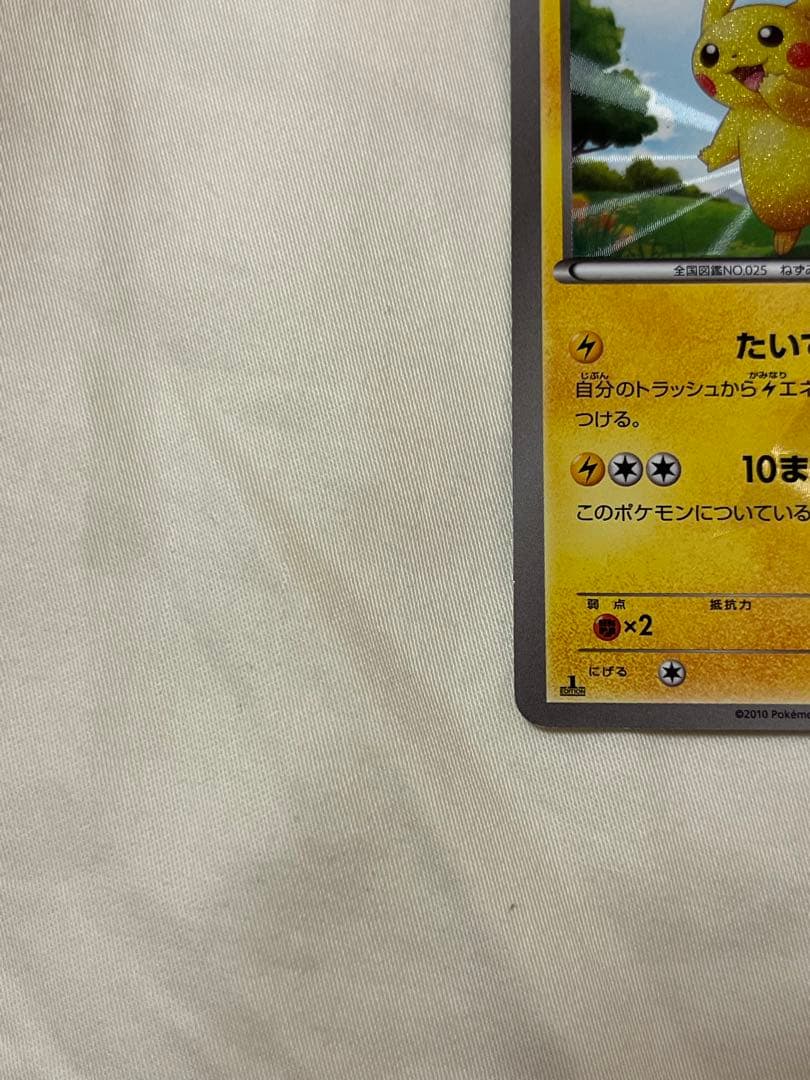 全国図鑑NO.025 ねずみ
たいで
じぶん かみなり
自分のトラッシュからエネ
つける。
10ま
このポケモンについている
弱 点 抵抗力
×2
にげる
1
EDITION
©2010 Pokémo